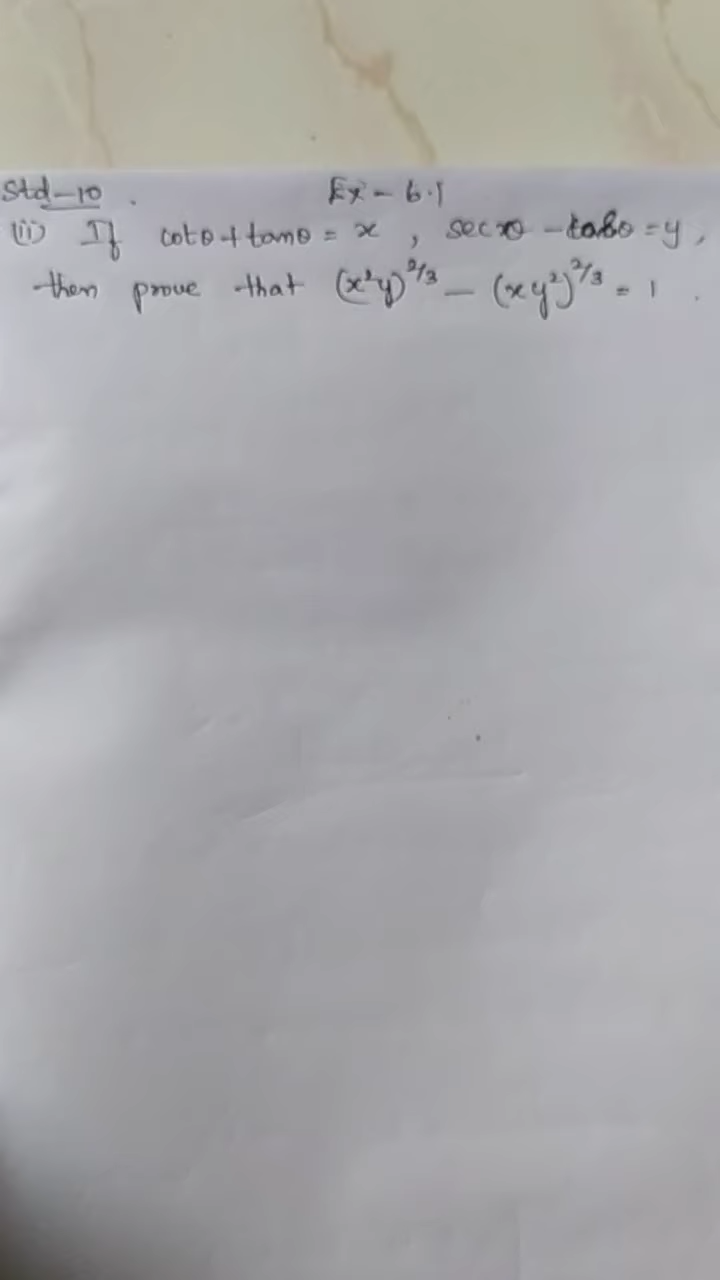 Std-10. Ex - 6.1
(ii) If cotθ + tanθ = x, secθ - cosθ = y,
then prove that (x²y)^2/3 - (xy²)^2/3 = 1.